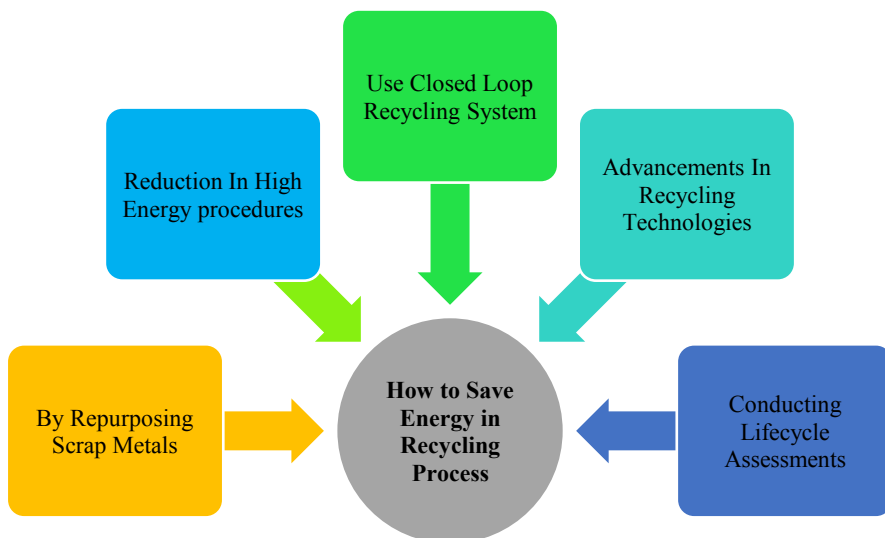 Use Closed Loop
Recycling System
Reduction In High
Energy procedures
Advancements In
Recycling
Technologies
By Repurposing
Scrap Metals
How to Save
Energy in
Recycling
Process
Conducting
Lifecycle
Assessments